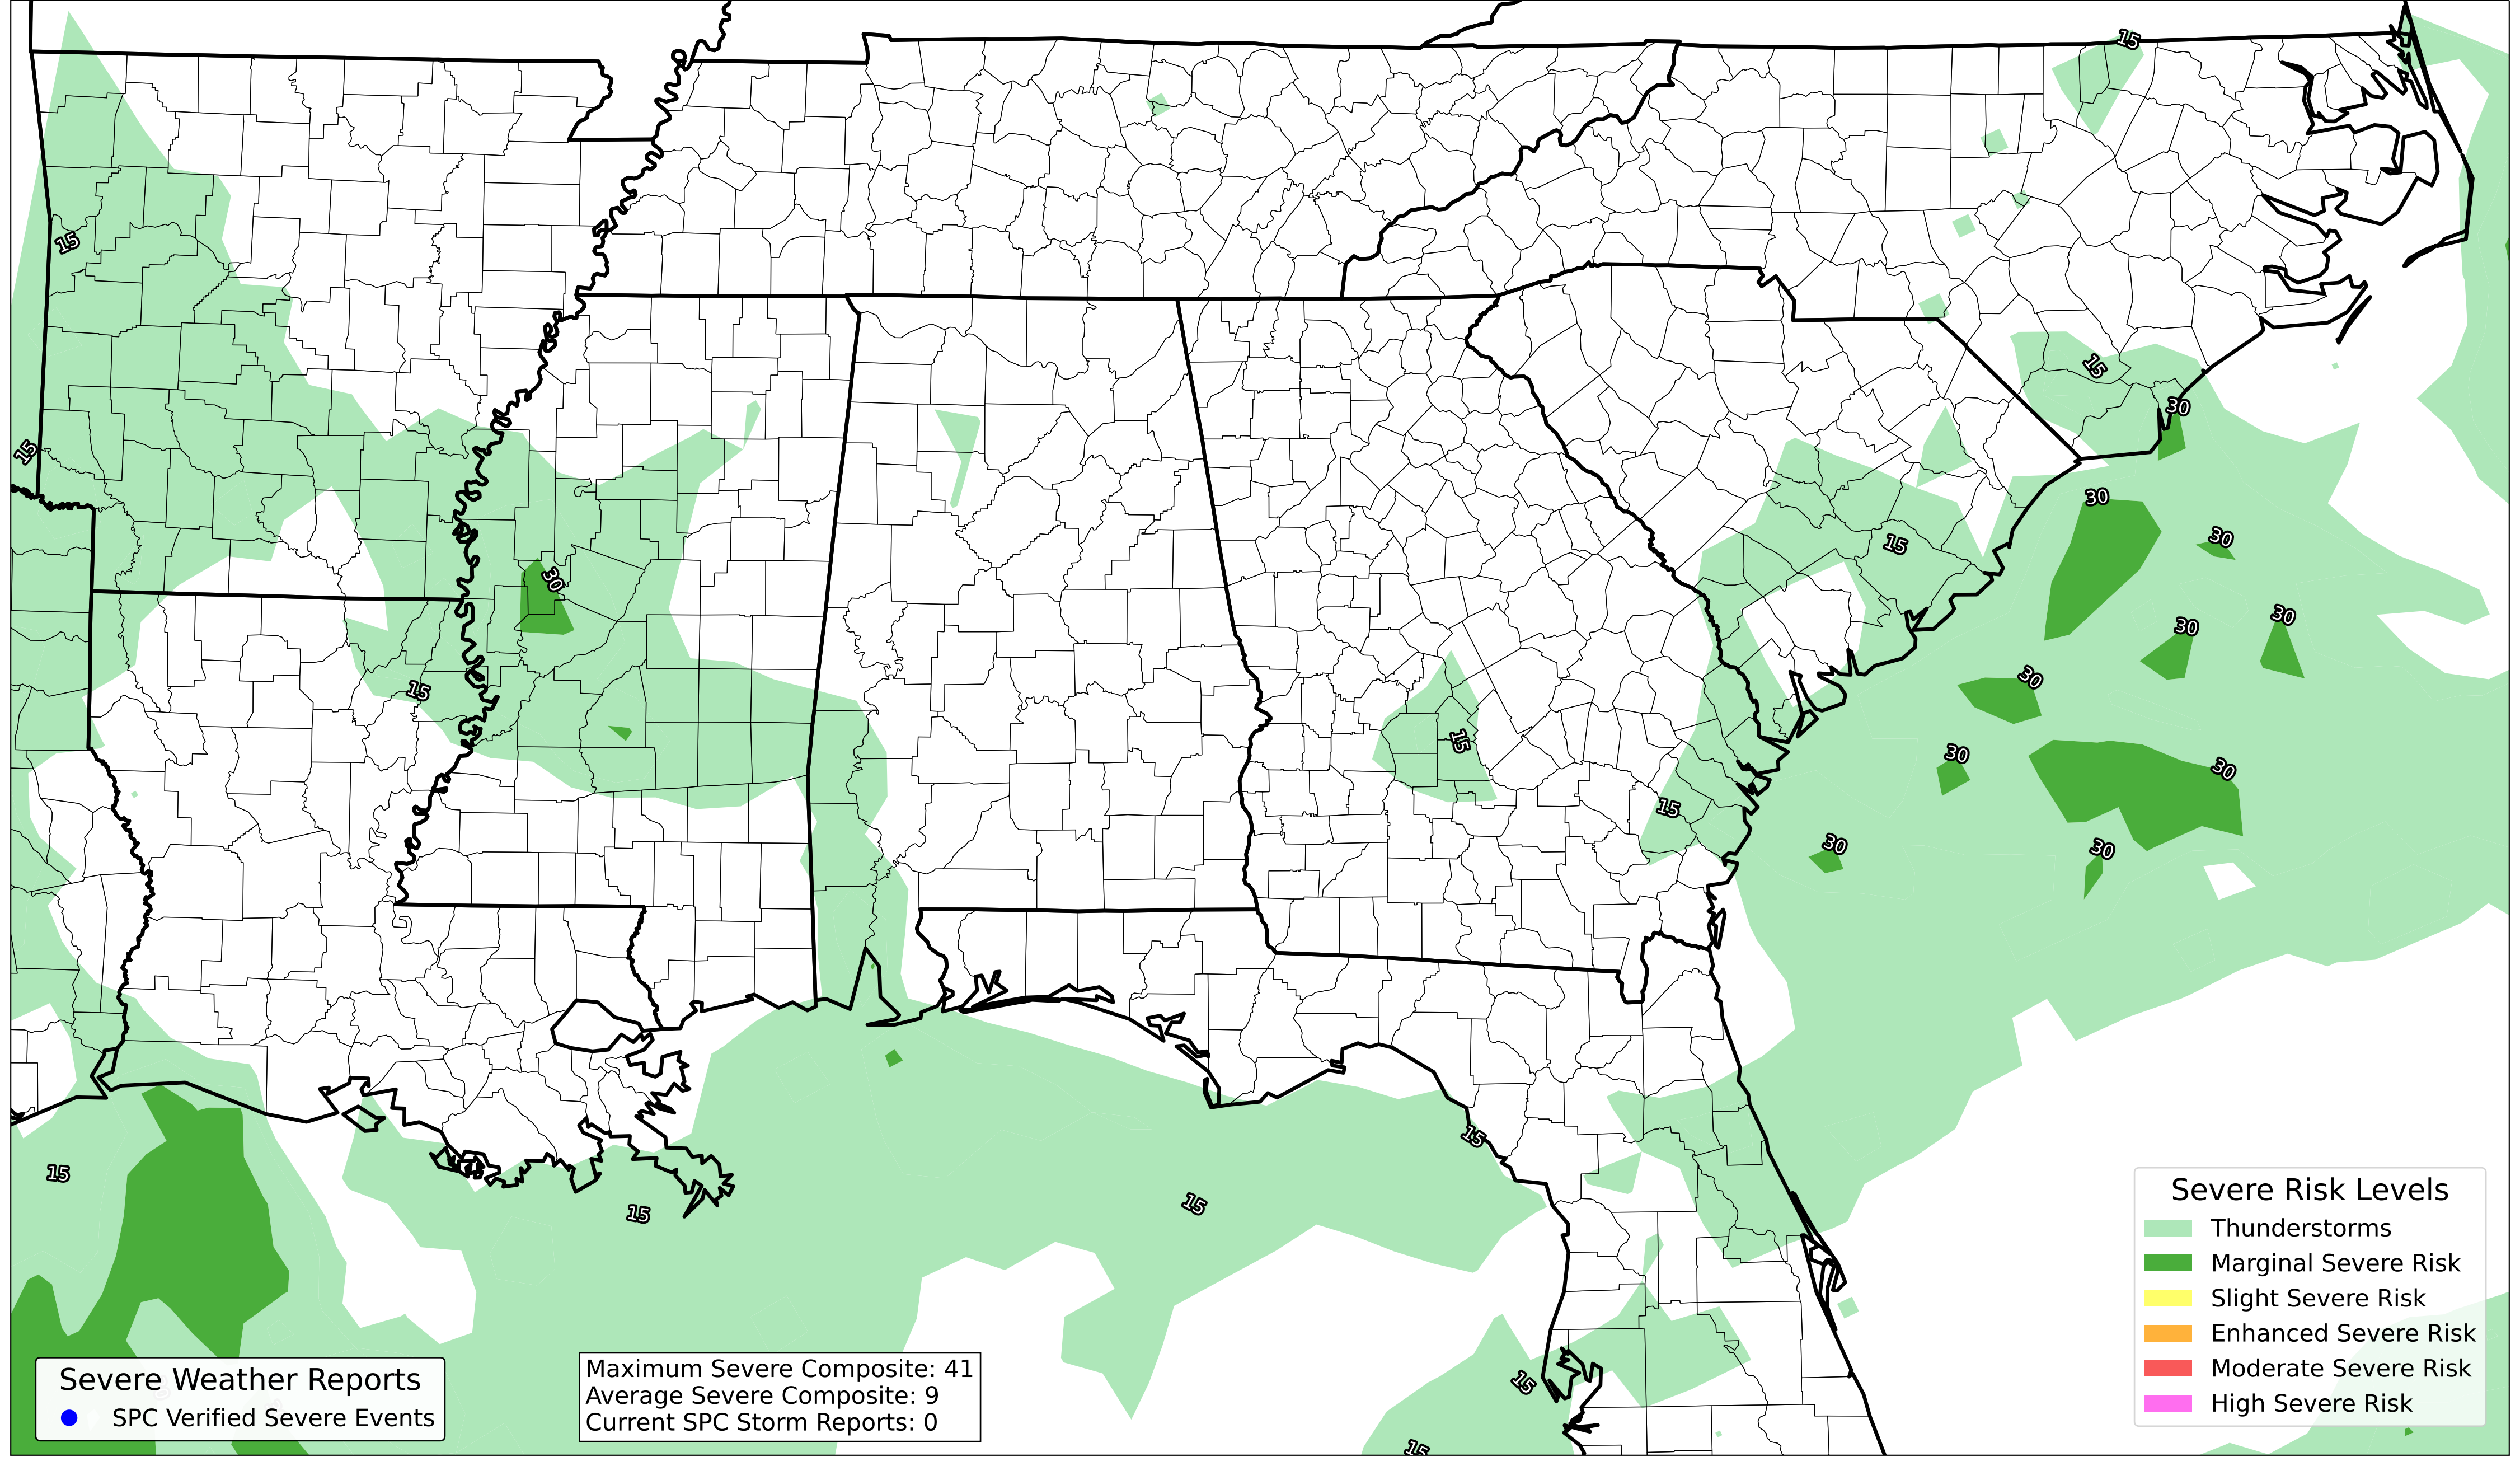 15
15
15
15
30
30
30
15
30
30
30
30
30
15
15
30
30
15
30
30
15
15
15
15
15
15
Severe Risk Levels
Thunderstorms
Marginal Severe Risk
Slight Severe Risk
Enhanced Severe Risk
Moderate Severe Risk
High Severe Risk
Severe Weather Reports
SPC Verified Severe Events
Maximum Severe Composite: 41
Average Severe Composite: 9
Current SPC Storm Reports: 0